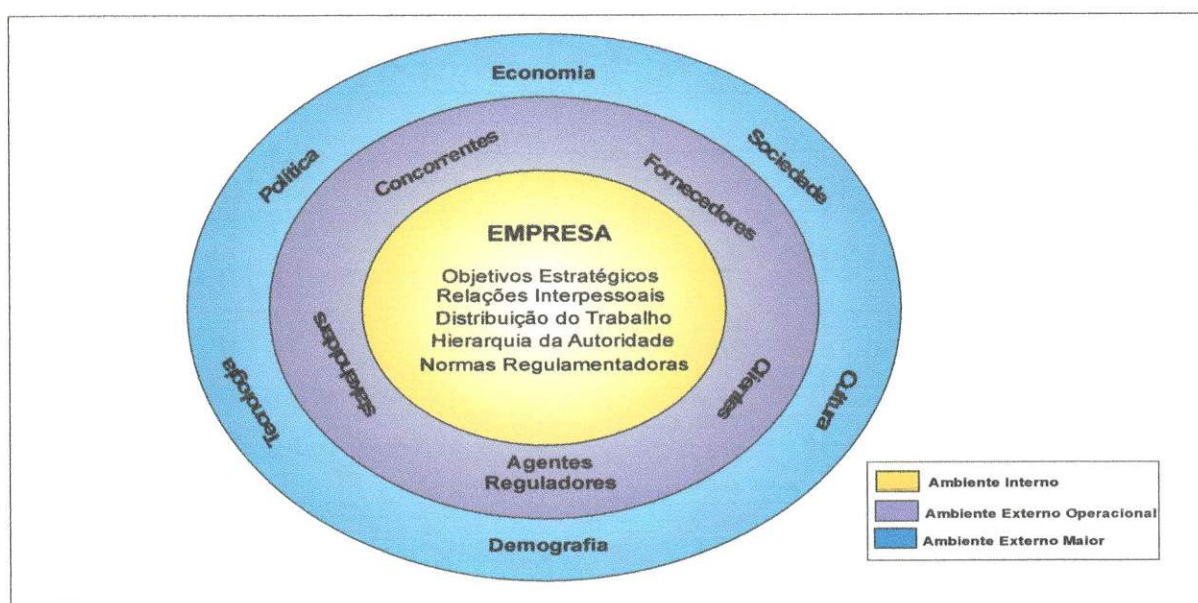 Economia
Política
Sociedade
Concorrentes
Fornecedores
EMPRESA
Objetivos Estratégicos
Relações Interpessoais
Distribuição do Trabalho
Hierarquia da Autoridade
Normas Regulamentadoras
stakeholders
Clientes
Tecnologia
Cultura
Agentes
Reguladores
Demografia
Ambiente Interno
Ambiente Externo Operacional
Ambiente Externo Maior